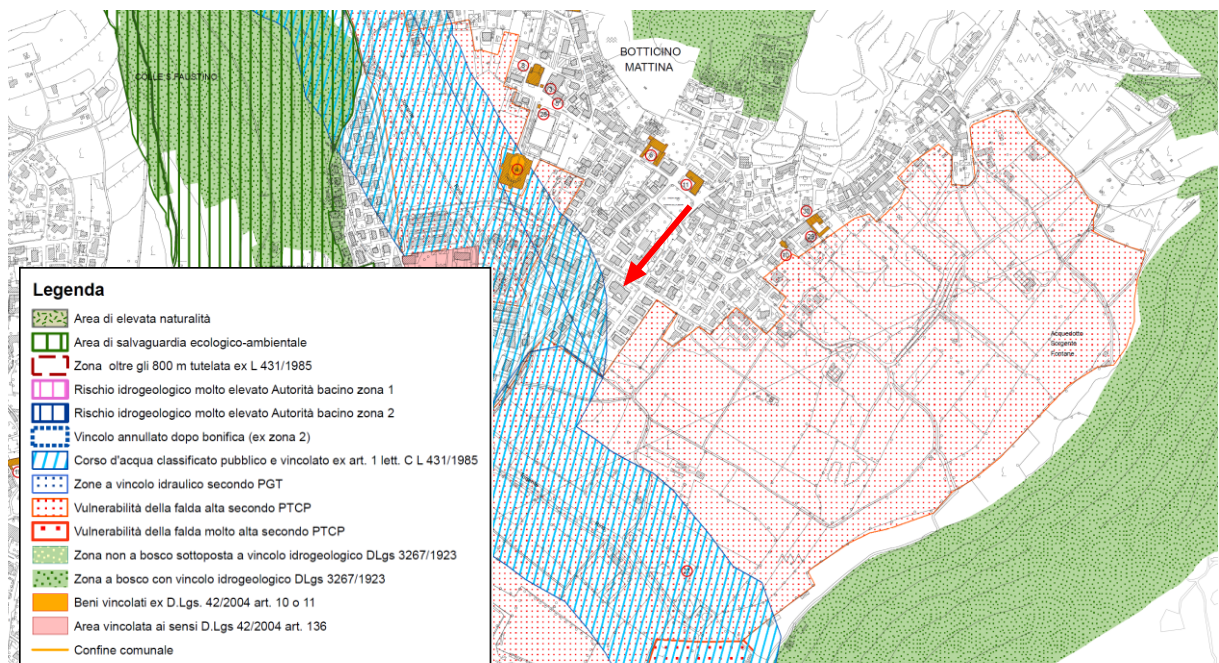 BOTTICINO
MATTINA
COLLE S.FAUSTINO
Acquedotto
Sorgente
Fontane
Legenda
Area di elevata naturalità
Area di salvaguardia ecologico-ambientale
Zona oltre gli 800 m tutelata ex L 431/1985
Rischio idrogeologico molto elevato Autorità bacino zona 1
Rischio idrogeologico molto elevato Autorità bacino zona 2
Vincolo annullato dopo bonifica (ex zona 2)
Corso d'acqua classificato pubblico e vincolato ex art. 1 lett. C L 431/1985
Zone a vincolo idraulico secondo PGT
Vulnerabilità della falda alta secondo PTCP
Vulnerabilità della falda molto alta secondo PTCP
Zona non a bosco sottoposta a vincolo idrogeologico DLgs 3267/1923
Zona a bosco con vincolo idrogeologico DLgs 3267/1923
Beni vincolati ex D.Lgs. 42/2004 art. 10 o 11
Area vincolata ai sensi D.Lgs 42/2004 art. 136
Confine comunale